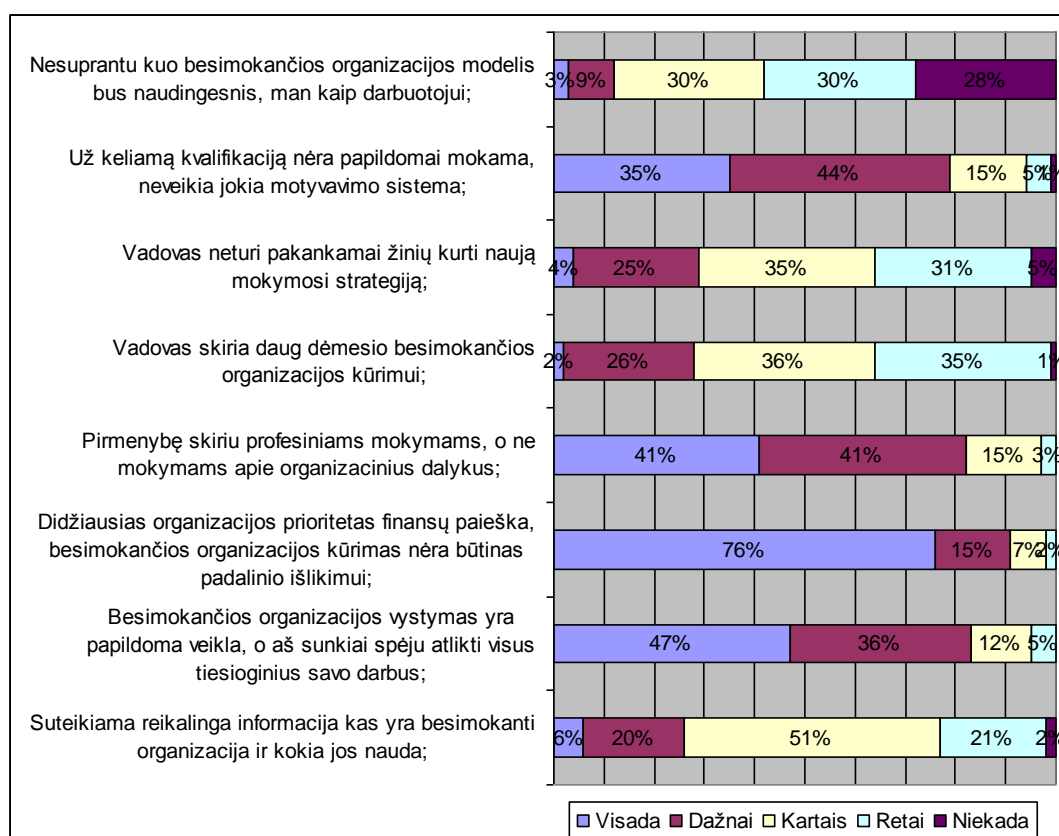 Nesuprantu kuo besimokančios organizacijos modelis
bus naudingesnis, man kaip darbuotojui;
3% 9% 30% 30% 28%
Už keliamą kvalifikaciją nėra papildomai mokama,
neveikia jokia motyvavimo sistema;
35% 44% 15% 5% 1%
Vadovas neturi pakankamai žinių kurti naują
mokymosi strategiją;
4% 25% 35% 31% 5%
Vadovas skiria daug dėmesio besimokančios
organizacijos kūrimui;
2% 26% 36% 35% 1%
Pirmenybę skiriu profesiniams mokymams, o ne
mokymams apie organizacinius dalykus;
41% 41% 15% 3%
Didžiausias organizacijos prioritetas finansų paieška,
besimokančios organizacijos kūrimas nėra būtinas
padalinio išlikimui;
76% 15% 7% 2%
Besimokančios organizacijos vystymas yra
papildoma veikla, o aš sunkiai spėju atlikti visus
tiesioginius savo darbus;
47% 36% 12% 5%
Suteikiama reikalinga informacija kas yra besimokanti
organizacija ir kokia jos nauda;
6% 20% 51% 21% 2%
Visada Dažnai Kartais Retai Niekada